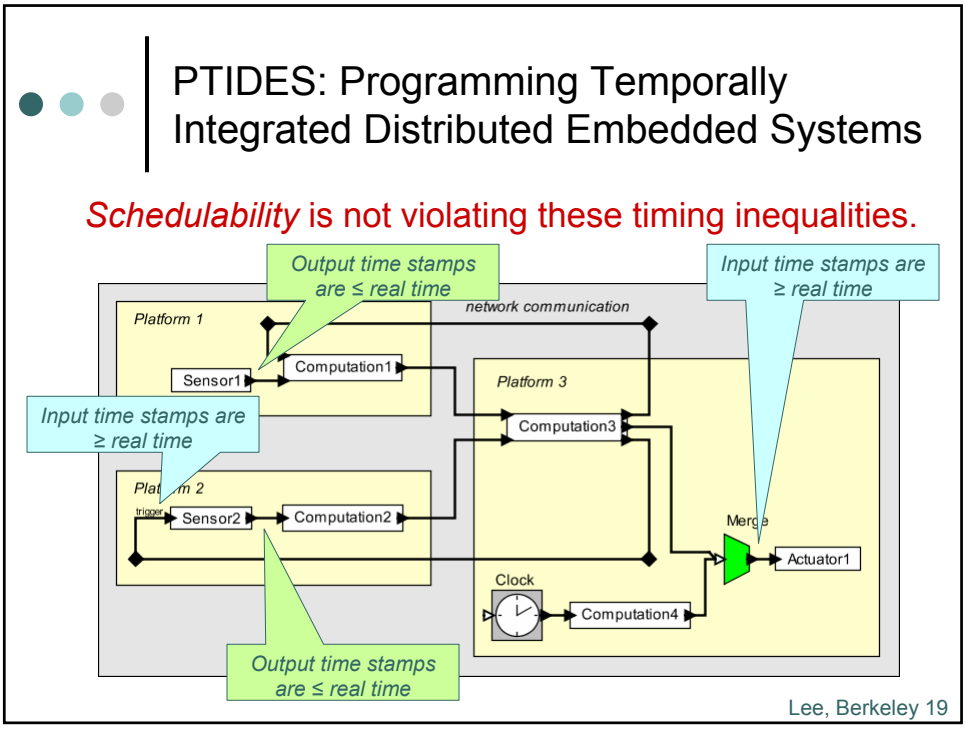 PTIDES: Programming Temporally
Integrated Distributed Embedded Systems
Schedulability is not violating these timing inequalities.
Output time stamps
are ≤ real time
Input time stamps are
≥ real time
network communication
Platform 1
Sensor1
Computation1
Platform 3
Computation3
Input time stamps are
≥ real time
Platform 2
trigger
Sensor2
Computation2
Merge
Actuator1
Clock
Computation4
Output time stamps
are ≤ real time
Lee, Berkeley 19